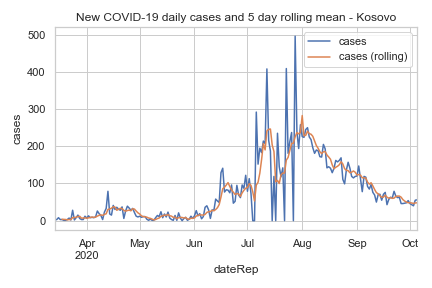 New COVID-19 daily cases and 5 day rolling mean - Kosovo
cases
cases (rolling)
500
400
300
200
100
0
cases
Apr
2020
May
Jun
Jul
Aug
Sep
Oct
dateRep